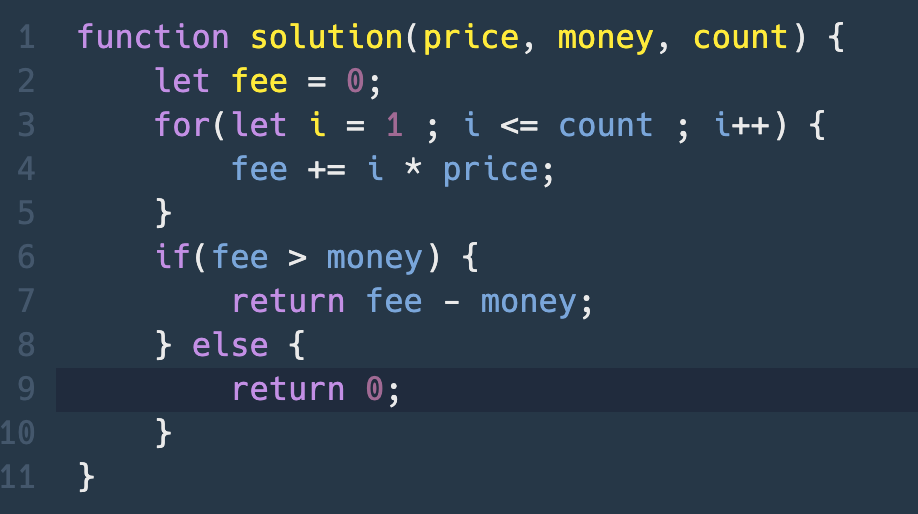 1 function solution(price, money, count) {
2     let fee = 0;
3     for(let i = 1 ; i <= count ; i++) {
4         fee += i * price;
5     }
6     if(fee > money) {
7         return fee - money;
8     } else {
9         return 0;
10     }
11 }